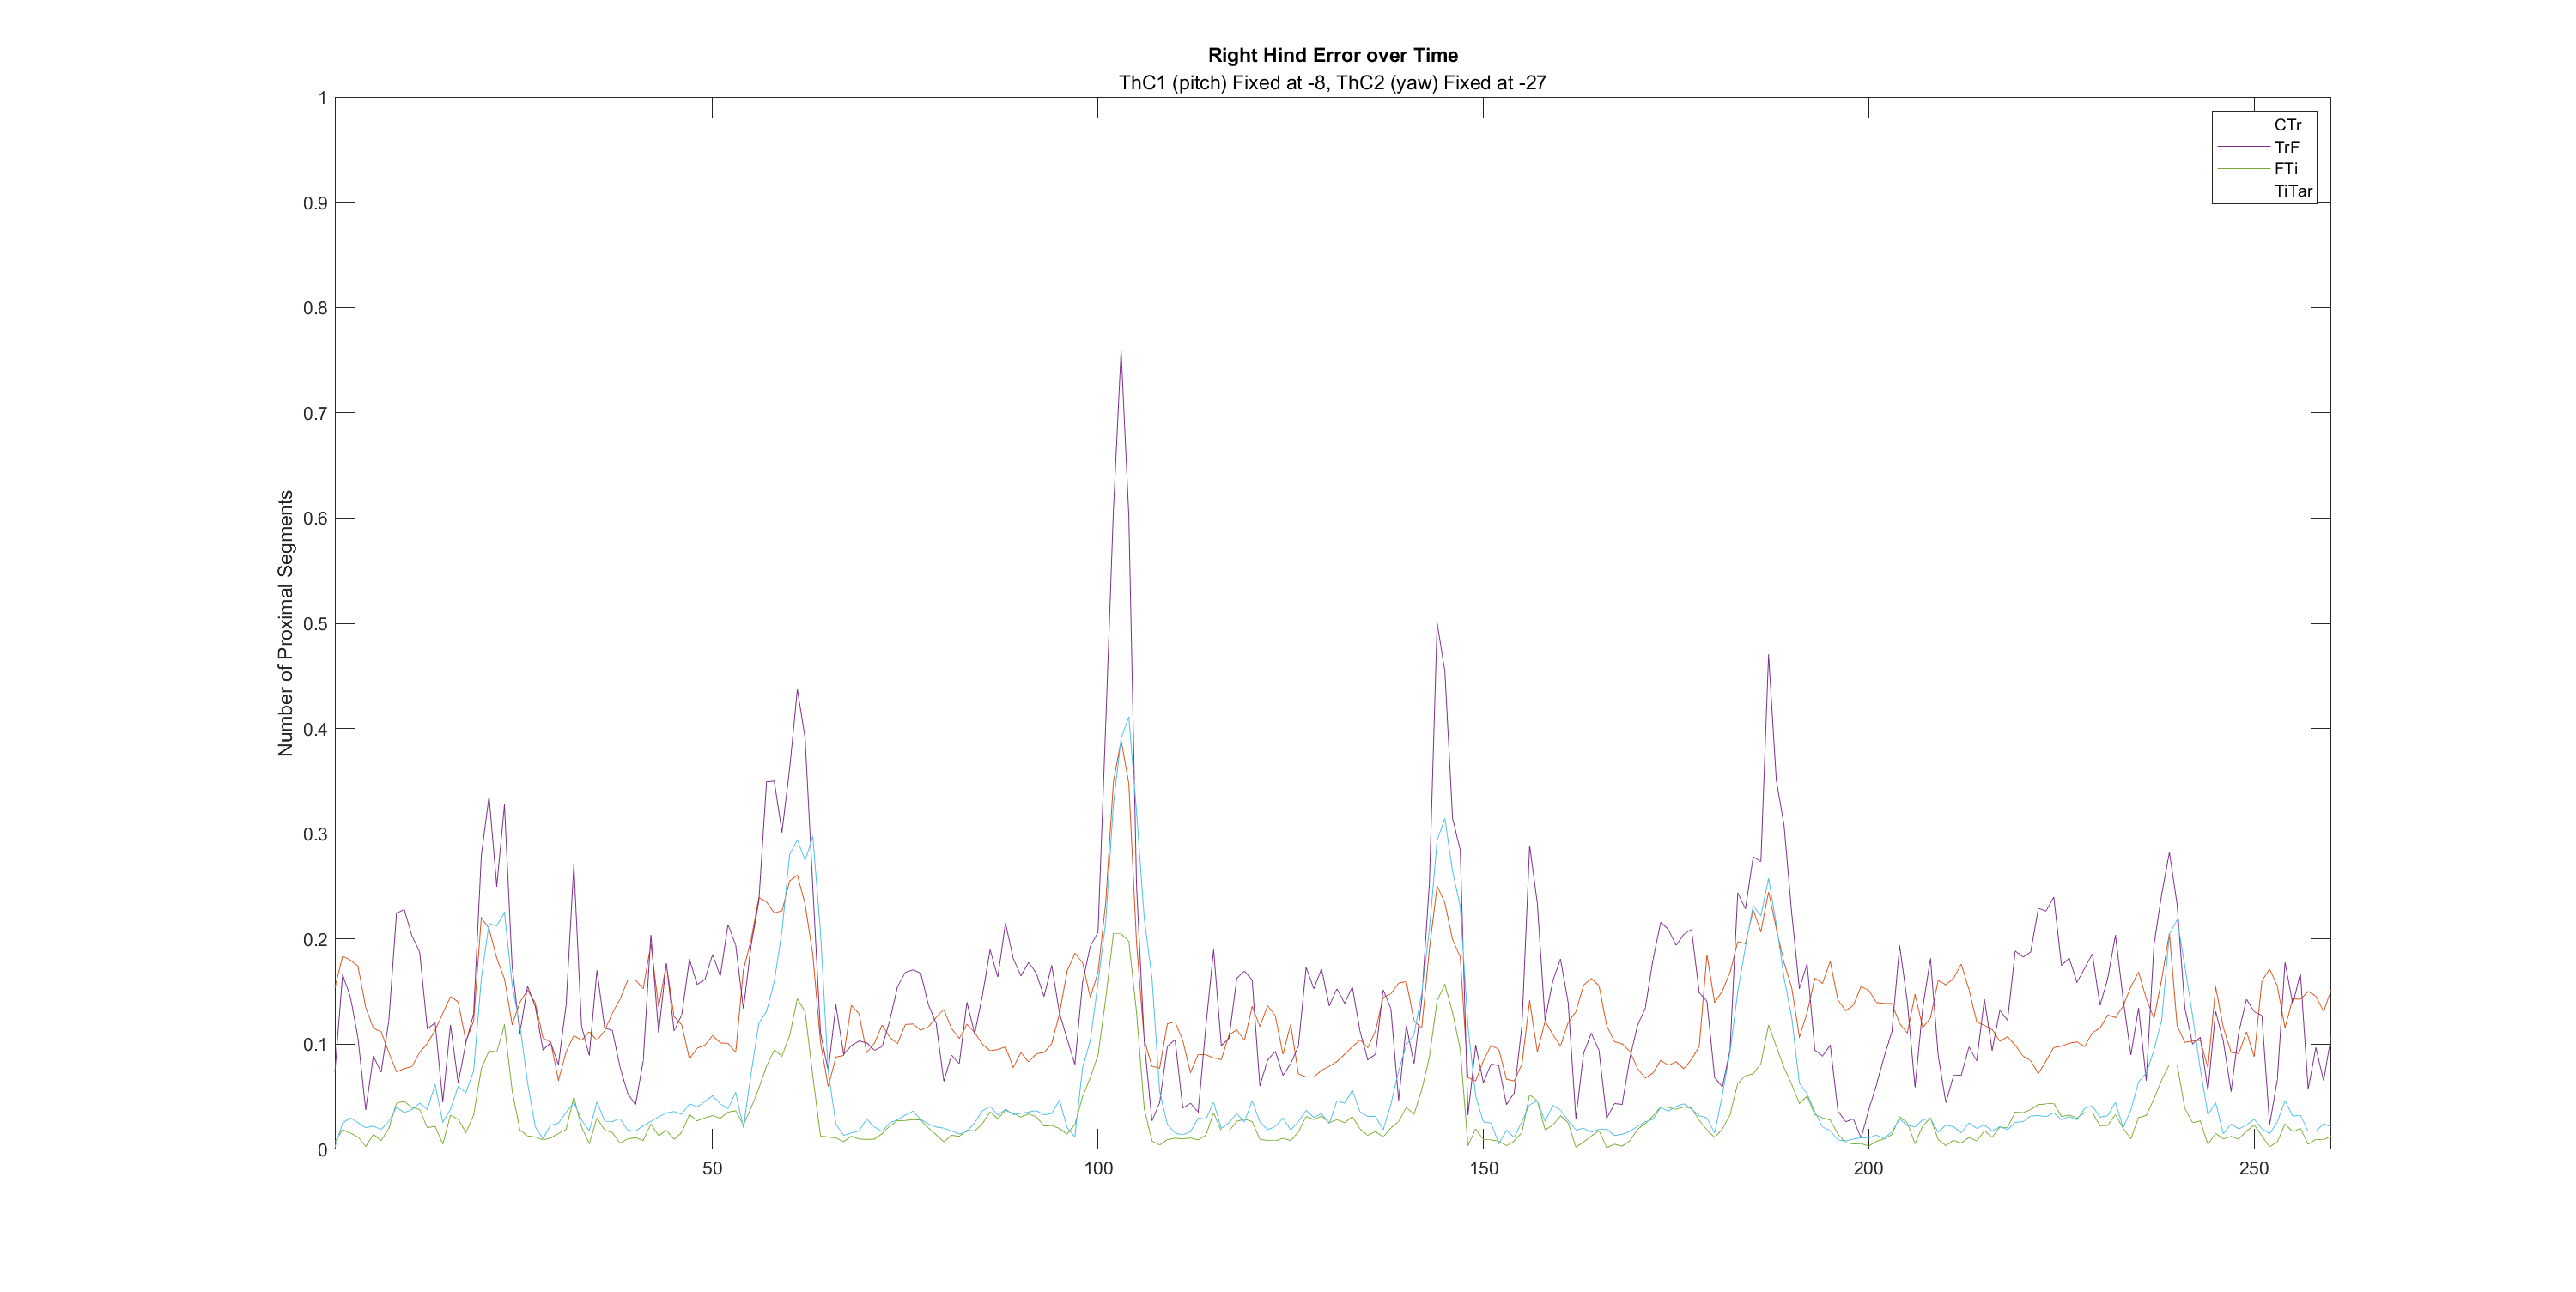 Right Hind Error over Time
ThC1 (pitch) Fixed at -8, ThC2 (yaw) Fixed at -27
1
0.9
0.8
0.7
0.6
0.5
0.4
0.3
0.2
0.1
0
Number of Proximal Segments
CTr
TrF
FTi
TiTar
50
100
150
200
250